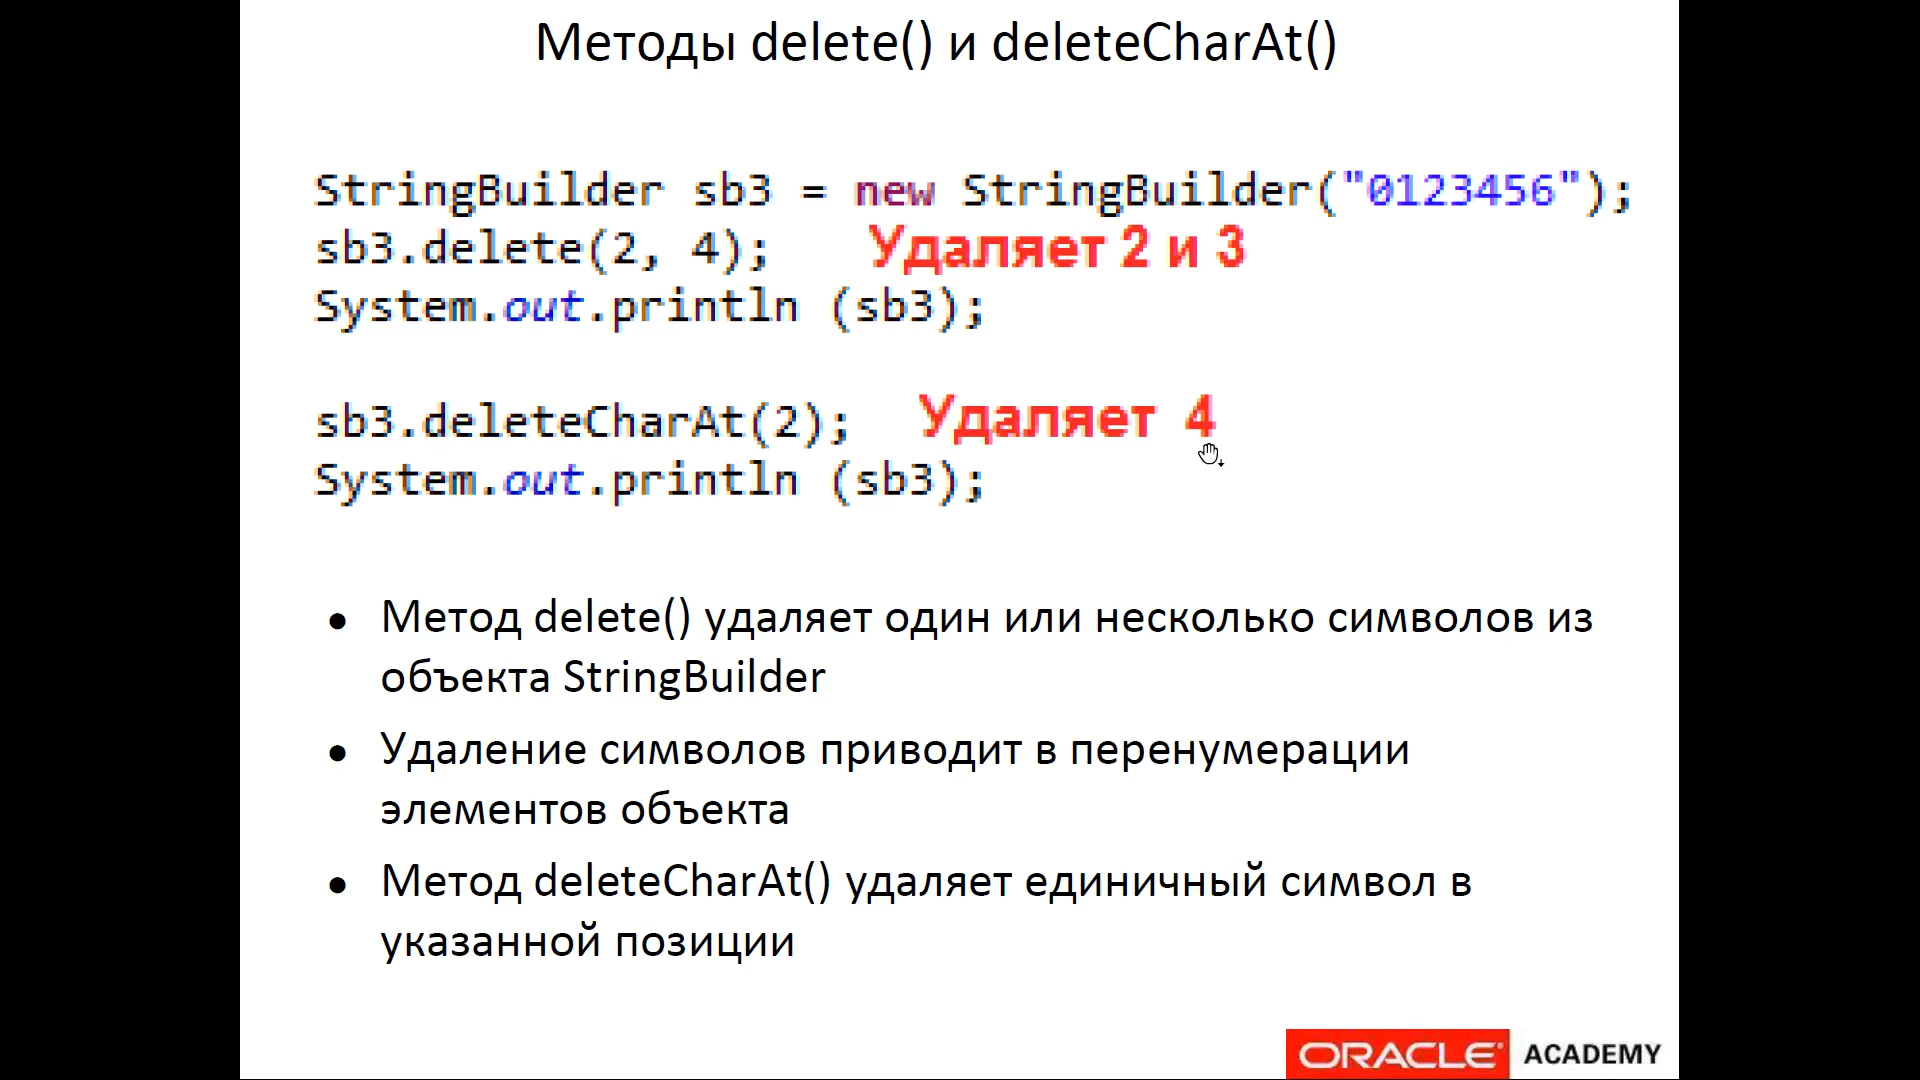 Методы delete() и deleteCharAt()
StringBuilder sb3 = new StringBuilder("0123456");
sb3.delete(2, 4); Удаляет 2 и 3
System.out.println (sb3);
sb3.deleteCharAt(2); Удаляет 4
System.out.println (sb3);
• Метод delete() удаляет один или несколько символов из
объекта StringBuilder
• Удаление символов приводит в перенумерации
элементов объекта
• Метод deleteCharAt() удаляет единичный символ в
указанной позиции
ORACLE ACADEMY